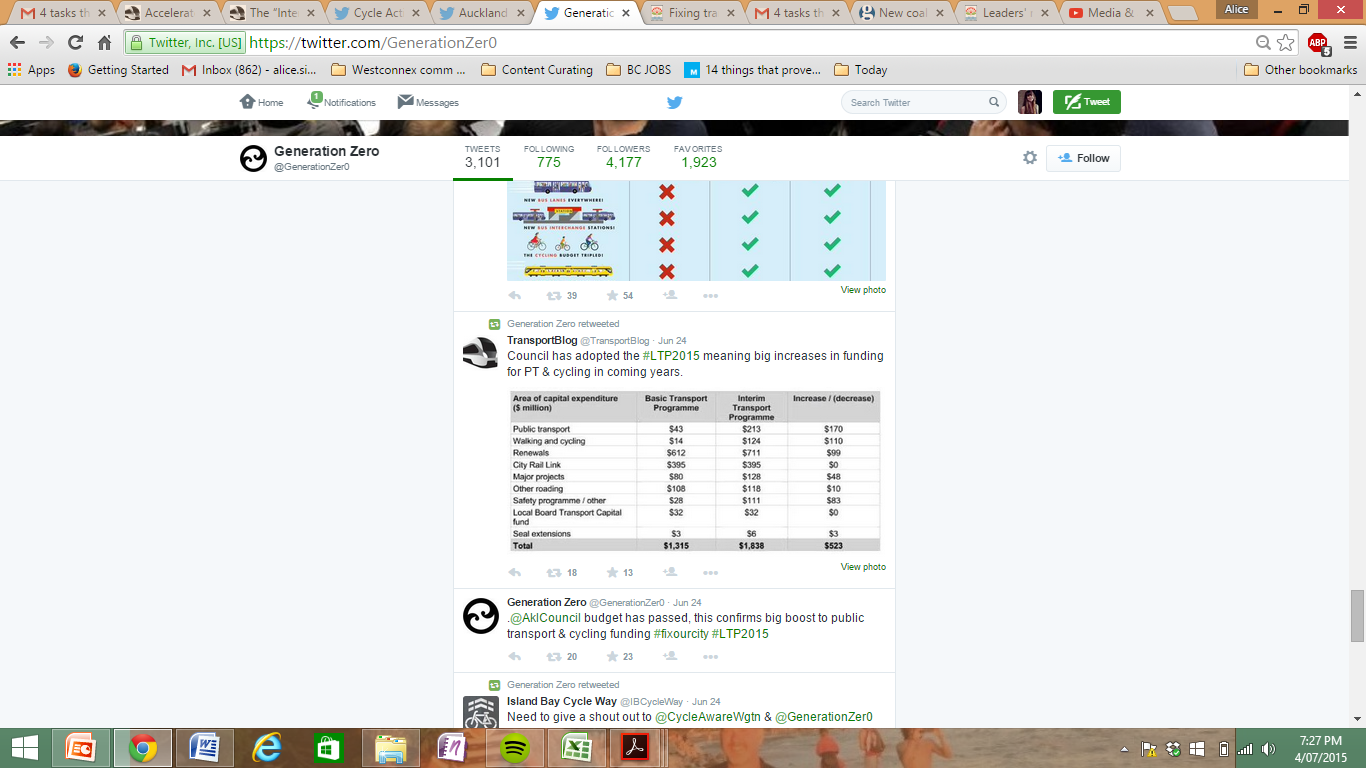 4 tasks th
Accelerat
The “Inte
Cycle Act
Auckland
Generatic
Fixing tra
4 tasks th
New coal
Leaders'
Media &
Alice
Twitter, Inc. [US] https://twitter.com/GenerationZer0
ABP 5
Apps Getting Started Inbox (862) - alice.si... Westconnex comm ... Content Curating BC JOBS 14 things that prove... Today Other bookmarks
Home 1 Notifications Messages Search Twitter Tweet
Generation Zero
@GenerationZer0
TWEETS FOLLOWING FOLLOWERS FAVORITES
3,101 775 4,177 1,923
Follow
NEW BUS LANES EVERYWHERE!
NEW BUS INTERCHANGE STATIONS!
THE CYCLING BUDGET TRIPLED!
View photo
39 54
Generation Zero retweeted
TransportBlog @TransportBlog · Jun 24
Council has adopted the #LTP2015 meaning big increases in funding
for PT & cycling in coming years.
Area of capital expenditure ($ million) Basic Transport Programme Interim Transport Programme Increase / (decrease)
Public transport $43 $213 $170
Walking and cycling $14 $124 $110
Renewals $612 $711 $99
City Rail Link $395 $395 $0
Major projects $80 $128 $48
Other roading $108 $118 $10
Safety programme / other $28 $111 $83
Local Board Transport Capital fund $32 $32 $0
Seal extensions $3 $6 $3
Total $1,315 $1,838 $523
View photo
18 13
Generation Zero @GenerationZer0 · Jun 24
.@AklCouncil budget has passed, this confirms big boost to public
transport & cycling funding #fixourcity #LTP2015
20 23
Generation Zero retweeted
Island Bay Cycle Way @IBCycleWay · Jun 24
Need to give a shout out to @CycleAwareWgtn & @GenerationZer0
7:27 PM
4/07/2015